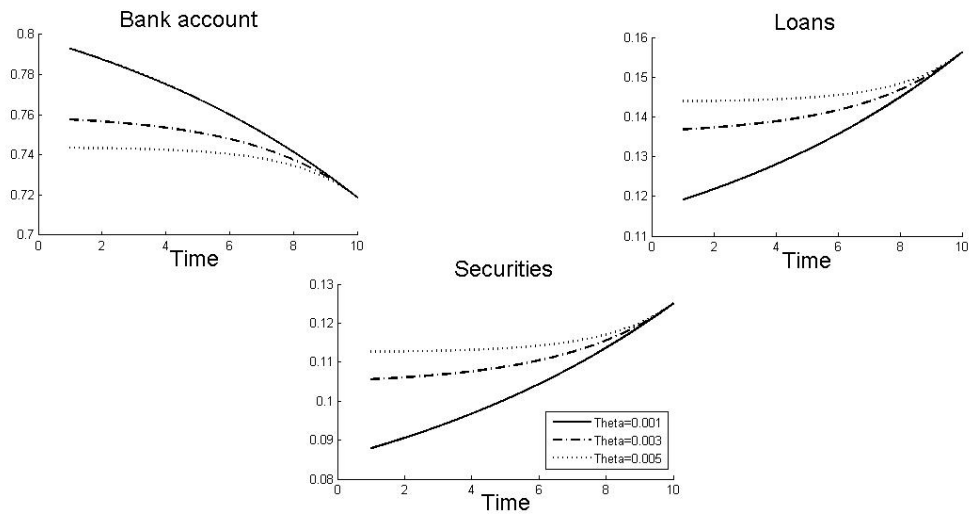 Bank account
0.8
0.78
0.76
0.74
0.72
0.7
0 2 4 6 8 10
Time
Loans
0.16
0.15
0.14
0.13
0.12
0.11
0 2 4 6 8 10
Time
Securities
0.13
0.12
0.11
0.1
0.09
0.08
0 2 4 6 8 10
Time
Theta=0.001
Theta=0.003
Theta=0.005